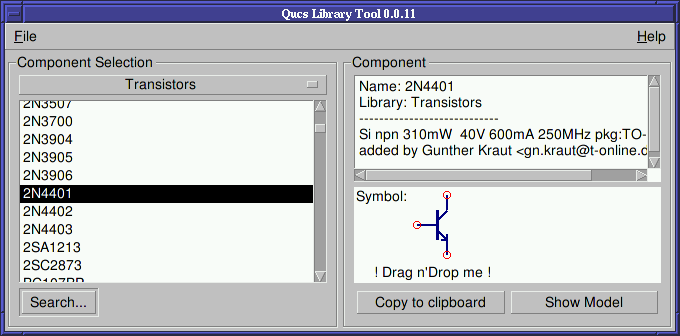 Qucs Library Tool 0.0.11
File
Help
Component Selection
Transistors
2N3507
2N3700
2N3904
2N3905
2N3906
2N4401
2N4402
2N4403
2SA1213
2SC2873
Search...
Component
Name: 2N4401
Library: Transistors
----------------------------
Si npn 310mW  40V 600mA 250MHz pkg:TO-
added by Gunther Kraut <gn.kraut@t-online.d
Symbol:
! Drag n'Drop me !
Copy to clipboard
Show Model